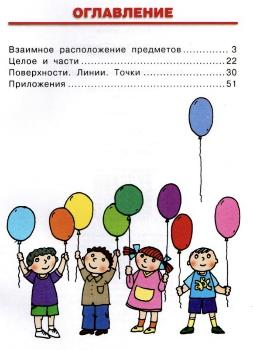 ОГЛАВЛЕНИЕ
Взаимное расположение предметов.............. 3
Целое и части.................................. 22
Поверхности. Линии. Точки..................... 30
Приложения..................................... 51